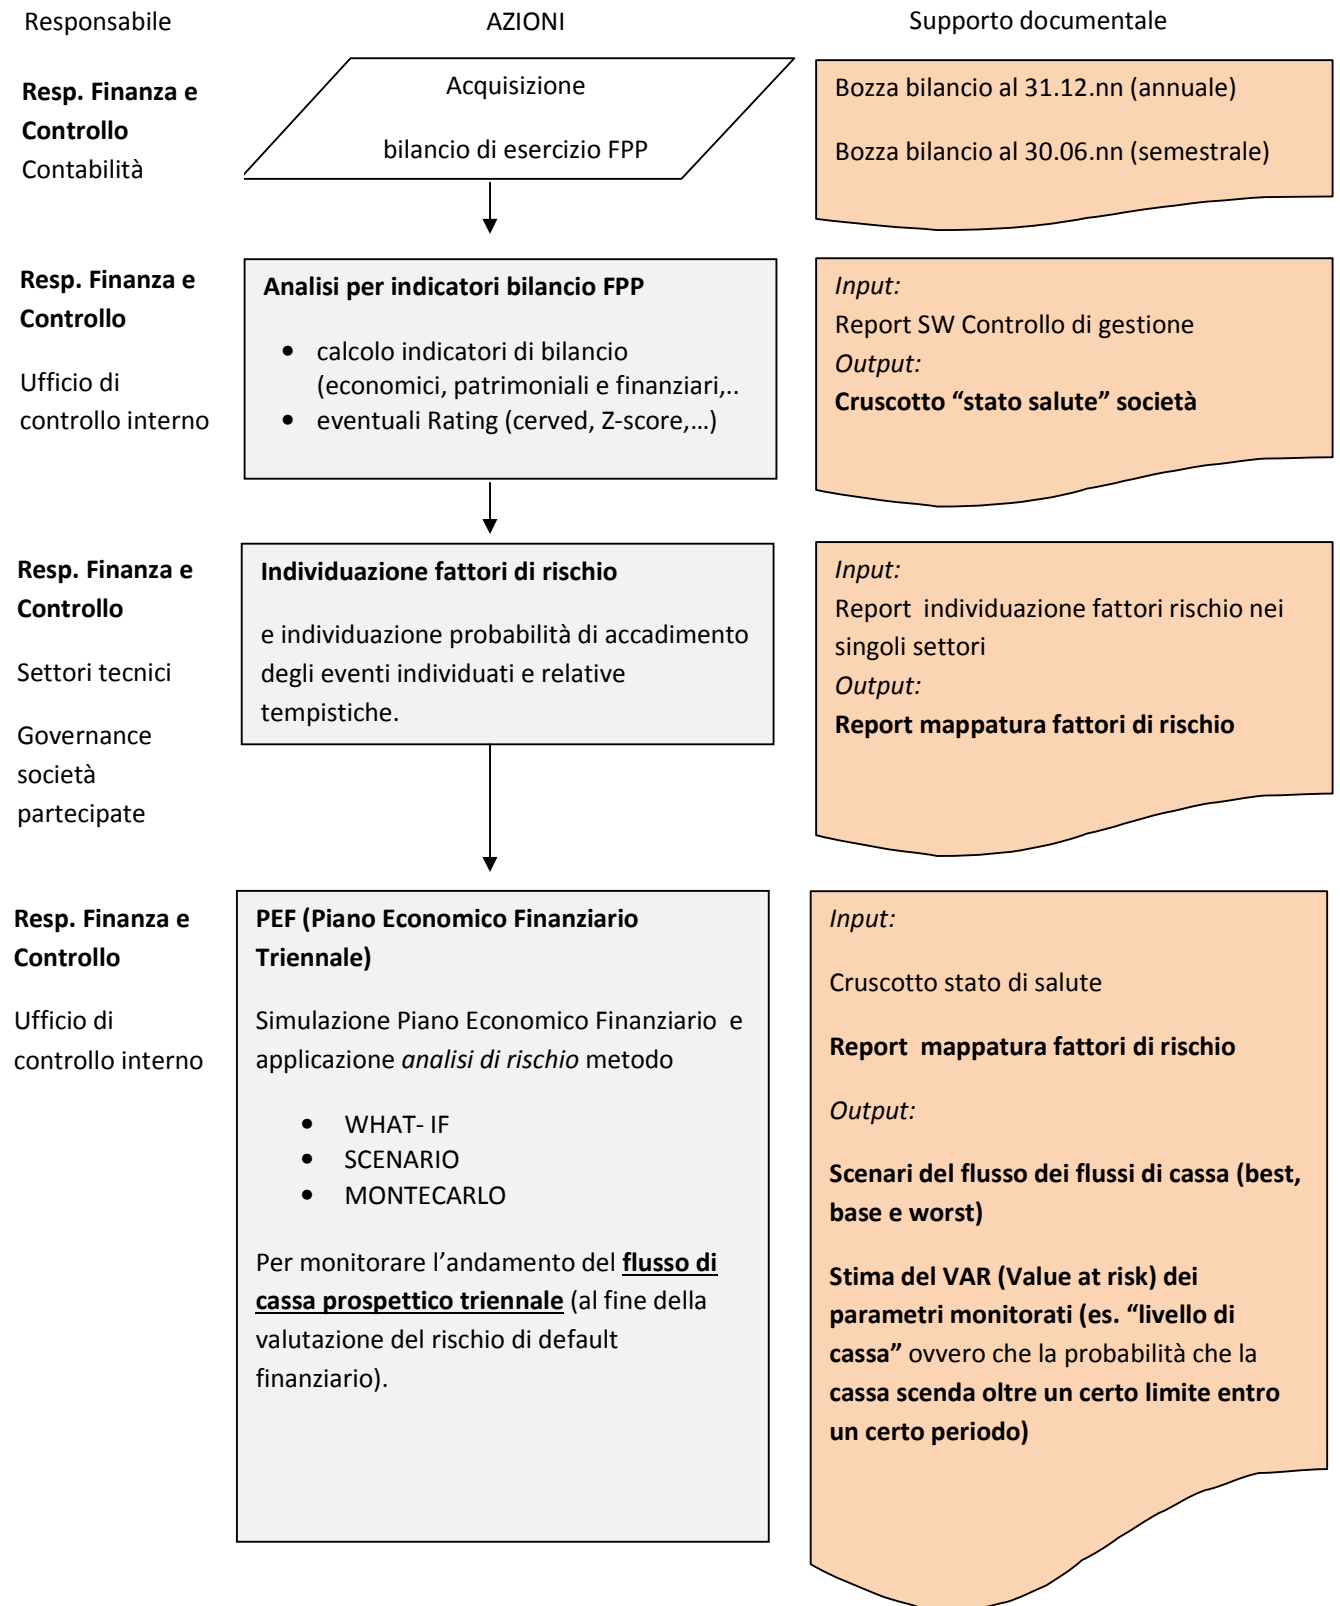 Responsabile
AZIONI
Supporto documentale
Resp. Finanza e
Controllo
Contabilità
Acquisizione
bilancio di esercizio FPP
Bozza bilancio al 31.12.nn (annuale)
Bozza bilancio al 30.06.nn (semestrale)
Resp. Finanza e
Controllo
Ufficio di
controllo interno
Analisi per indicatori bilancio FPP
• calcolo indicatori di bilancio
(economici, patrimoniali e finanziari,..
• eventuali Rating (cerved, Z-score,...)
Input:
Report SW Controllo di gestione
Output:
Cruscotto “stato salute” società
Resp. Finanza e
Controllo
Settori tecnici
Governance
società
partecipate
Individuazione fattori di rischio
e individuazione probabilità di accadimento
degli eventi individuati e relative
tempistiche.
Input:
Report individuazione fattori rischio nei
singoli settori
Output:
Report mappatura fattori di rischio
Resp. Finanza e
Controllo
Ufficio di
controllo interno
PEF (Piano Economico Finanziario
Triennale)
Simulazione Piano Economico Finanziario e
applicazione analisi di rischio metodo
• WHAT- IF
• SCENARIO
• MONTECARLO
Per monitorare l’andamento del flusso di
cassa prospettico triennale (al fine della
valutazione del rischio di default
finanziario).
Input:
Cruscotto stato di salute
Report mappatura fattori di rischio
Output:
Scenari del flusso dei flussi di cassa (best,
base e worst)
Stima del VAR (Value at risk) dei
parametri monitorati (es. “livello di
cassa” ovvero che la probabilità che la
cassa scenda oltre un certo limite entro
un certo periodo)